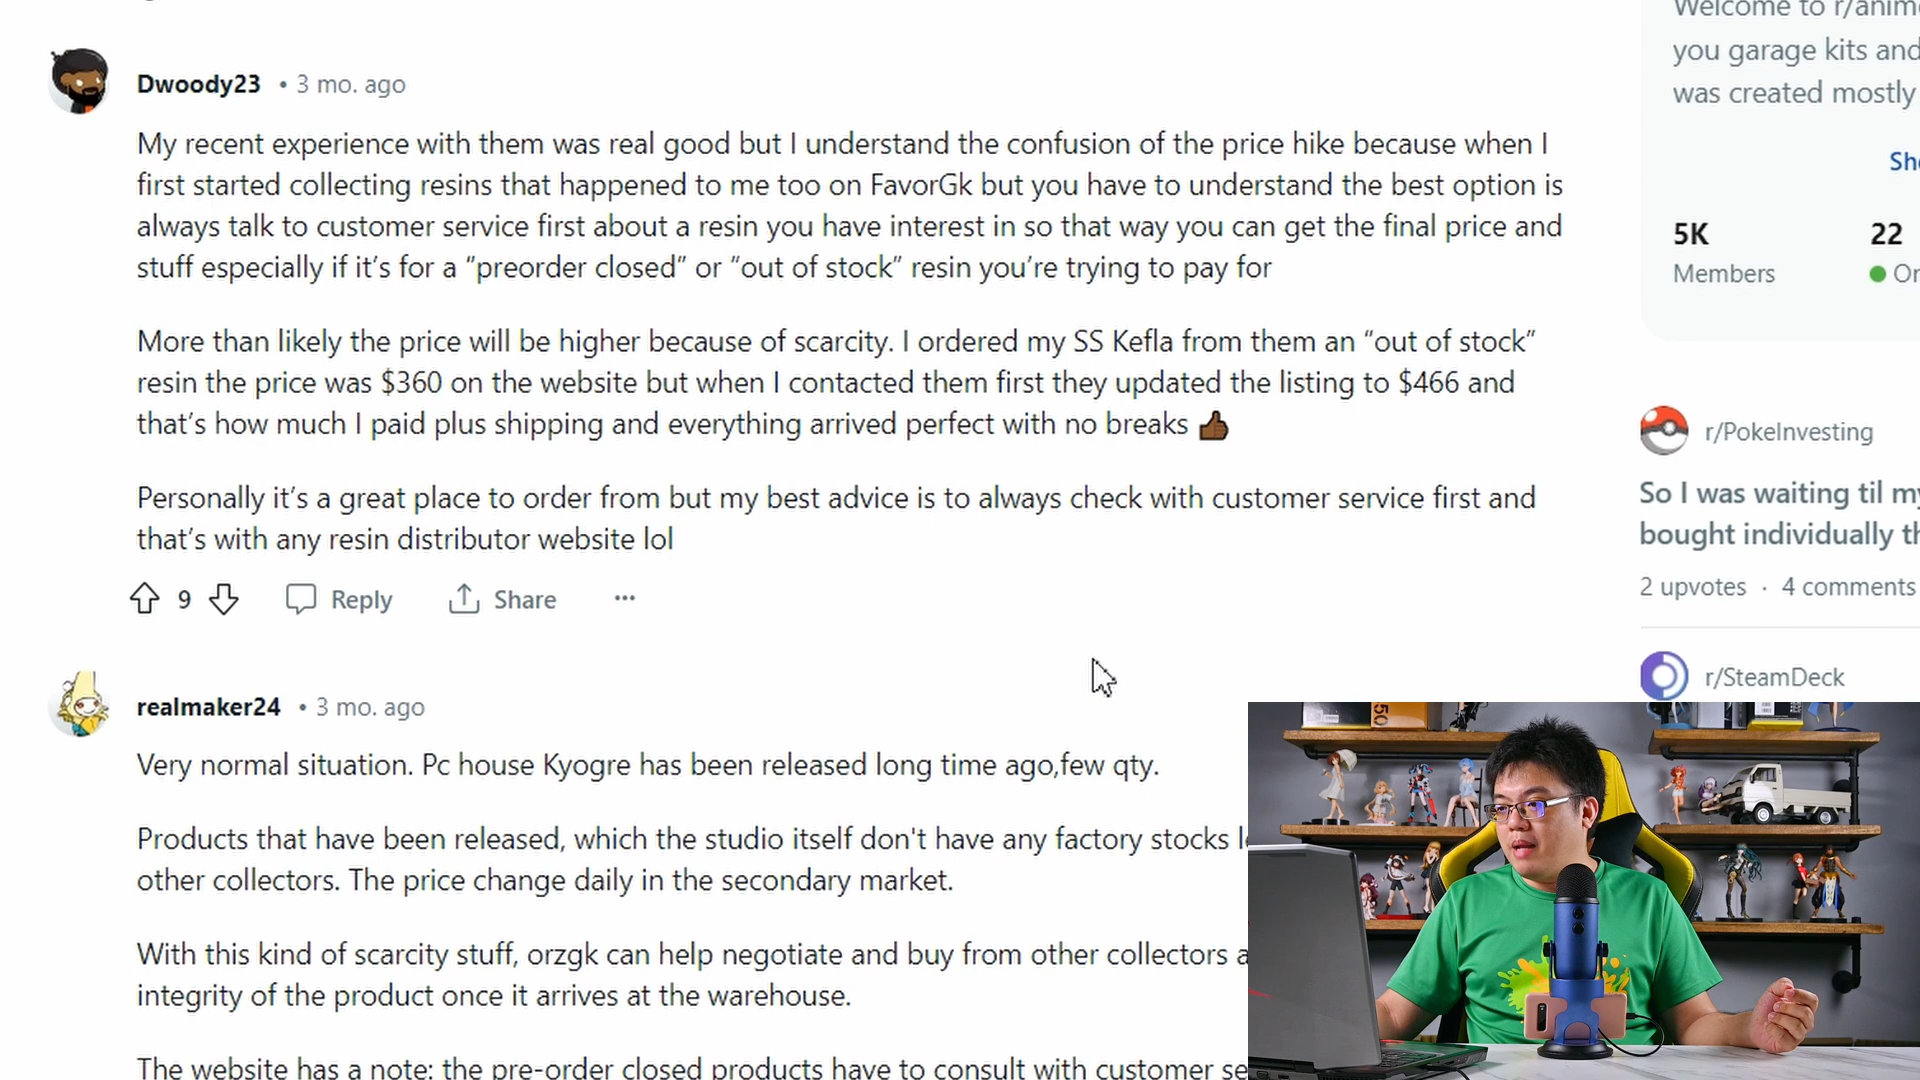 Dwoody23 • 3 mo. ago
My recent experience with them was real good but I understand the confusion of the price hike because when I
first started collecting resins that happened to me too on FavorGk but you have to understand the best option is
always talk to customer service first about a resin you have interest in so that way you can get the final price and
stuff especially if it’s for a “preorder closed” or “out of stock” resin you’re trying to pay for
More than likely the price will be higher because of scarcity. I ordered my SS Kefla from them an “out of stock”
resin the price was $360 on the website but when I contacted them first they updated the listing to $466 and
that’s how much I paid plus shipping and everything arrived perfect with no breaks
Personally it’s a great place to order from but my best advice is to always check with customer service first and
that’s with any resin distributor website lol
9 Reply Share ···
realmaker24 • 3 mo. ago
Very normal situation. Pc house Kyogre has been released long time ago,few qty.
Products that have been released, which the studio itself don't have any factory stocks
other collectors. The price change daily in the secondary market.
With this kind of scarcity stuff, orzgk can help negotiate and buy from other collectors
integrity of the product once it arrives at the warehouse.
The website has a note: the pre-order closed products have to consult with customer
Welcome to
you garage kits and
was created mostly
5K
Members
22
r/PokeInvesting
So I was waiting til
bought individually
2 upvotes · 4 comments
r/SteamDeck
50